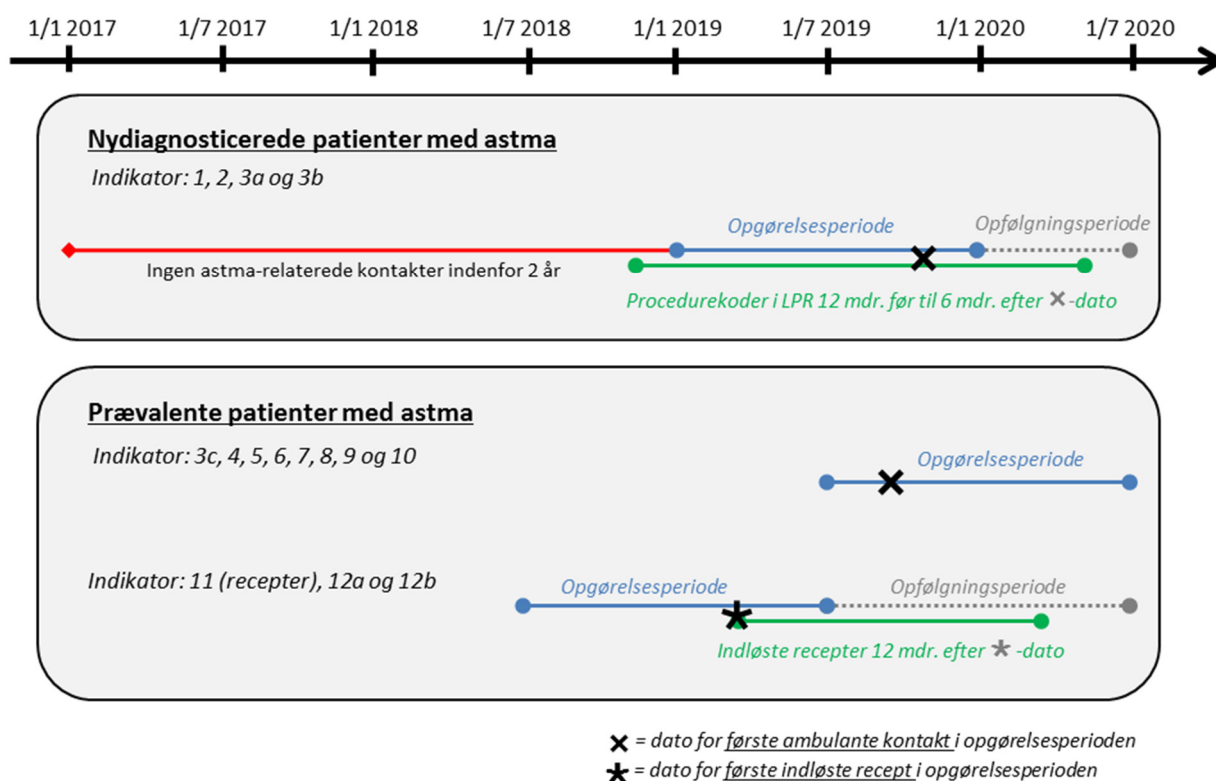 1/1 2017 1/7 2017 1/1 2018 1/7 2018 1/1 2019 1/7 2019 1/1 2020 1/7 2020
Nydiagnosticerede patienter med astma
Indikator: 1, 2, 3a og 3b
Opgørelsesperiode Opfølgningsperiode
Ingen astma-relaterede kontakter indenfor 2 år
Procedurekoder i LPR 12 mdr. før til 6 mdr. efter ×-dato
Prævalente patienter med astma
Indikator: 3c, 4, 5, 6, 7, 8, 9 og 10
Opgørelsesperiode
Indikator: 11 (recepter), 12a og 12b
Opgørelsesperiode Opfølgningsperiode
Indløste recepter 12 mdr. efter * -dato
× = dato for første ambulante kontakt i opgørelsesperioden
* = dato for første indløste recept i opgørelsesperioden